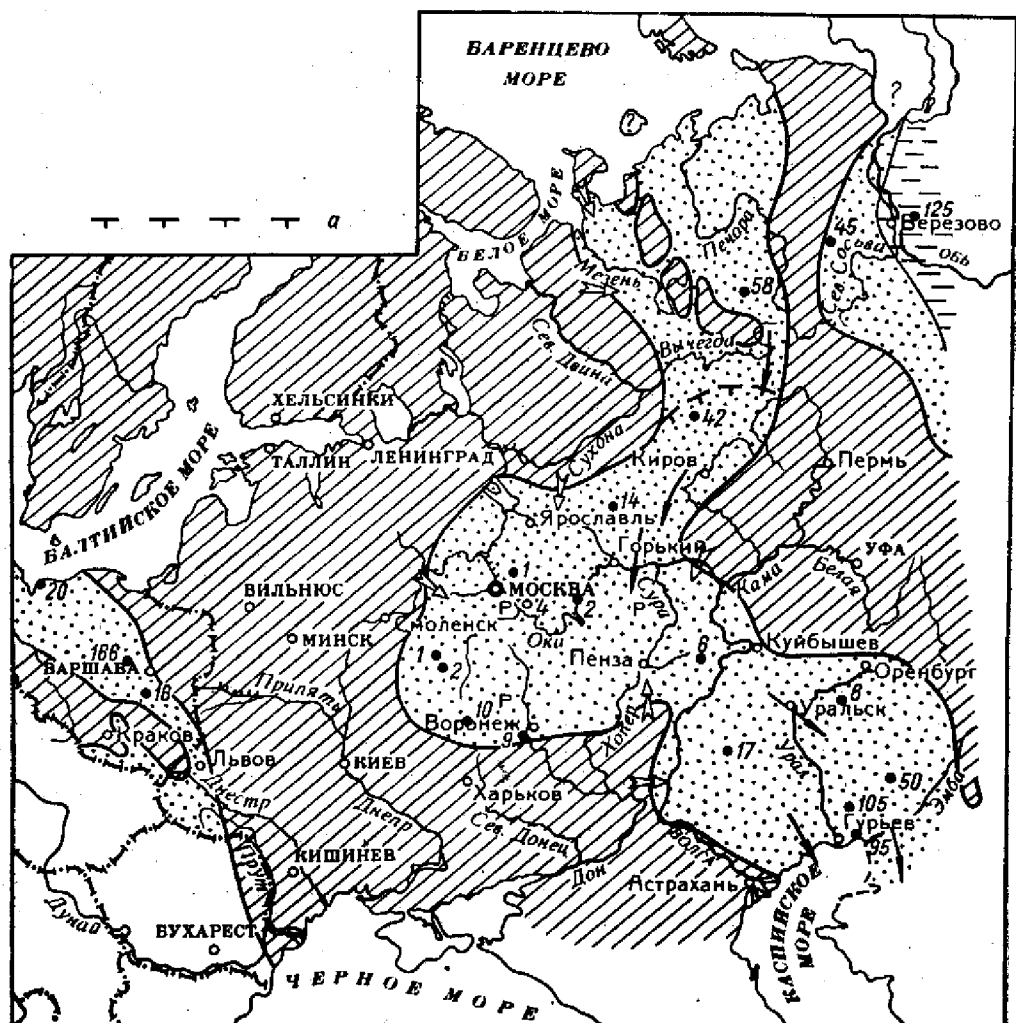 БАРЕНЦЕВО
МОРЕ
?
?
?
а
БЕЛОЕ МОРЕ
Мезень
Печора
58
45
Сев. Сосьва
125
Березово
Обь
Сев. Двина
Вычегда
42
Сухона
Киров
Пермь
ХЕЛЬСИНКИ
ТАЛЛИН
ЛЕНИНГРАД
БАЛТИЙСКОЕ МОРЕ
14
Ярославль
Горький
УФА
Белая
Кама
20
ВИЛЬНЮС
МИНСК
Смоленск
1
МОСКВА
Р
4
2
Ока
Р
Сура
Куйбышев
166
ВАРШАВА
18
1
2
Пенза
6
Оренбург
8
Уральск
Припять
10
Р
Воронеж
9
Хопер
17
Урал
50
Эмба
Краков
Львов
КИЕВ
Харьков
105
Гурьев
95
Днестр
Днепр
Сев. Донец
Дон
Волга
Астрахань
Прут
КИШИНЕВ
Дунай
БУХАРЕСТ
ЧЕРНОЕ МОРЕ
КАСПИЙСКОЕ
МОРЕ